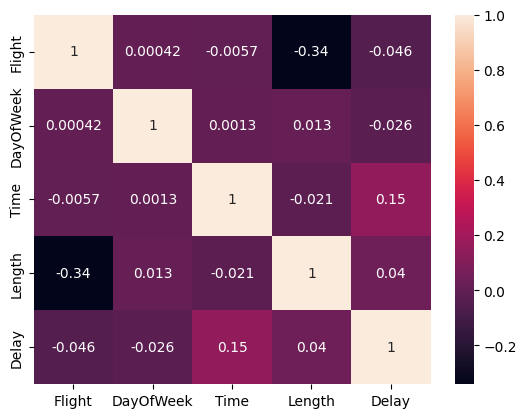 Flight 1 0.00042 -0.0057 -0.34 -0.046
DayOfWeek 0.00042 1 0.0013 0.013 -0.026
Time -0.0057 0.0013 1 -0.021 0.15
Length -0.34 0.013 -0.021 1 0.04
Delay -0.046 -0.026 0.15 0.04 1
Flight DayOfWeek Time Length Delay
1.0
0.8
0.6
0.4
0.2
0.0
−0.2